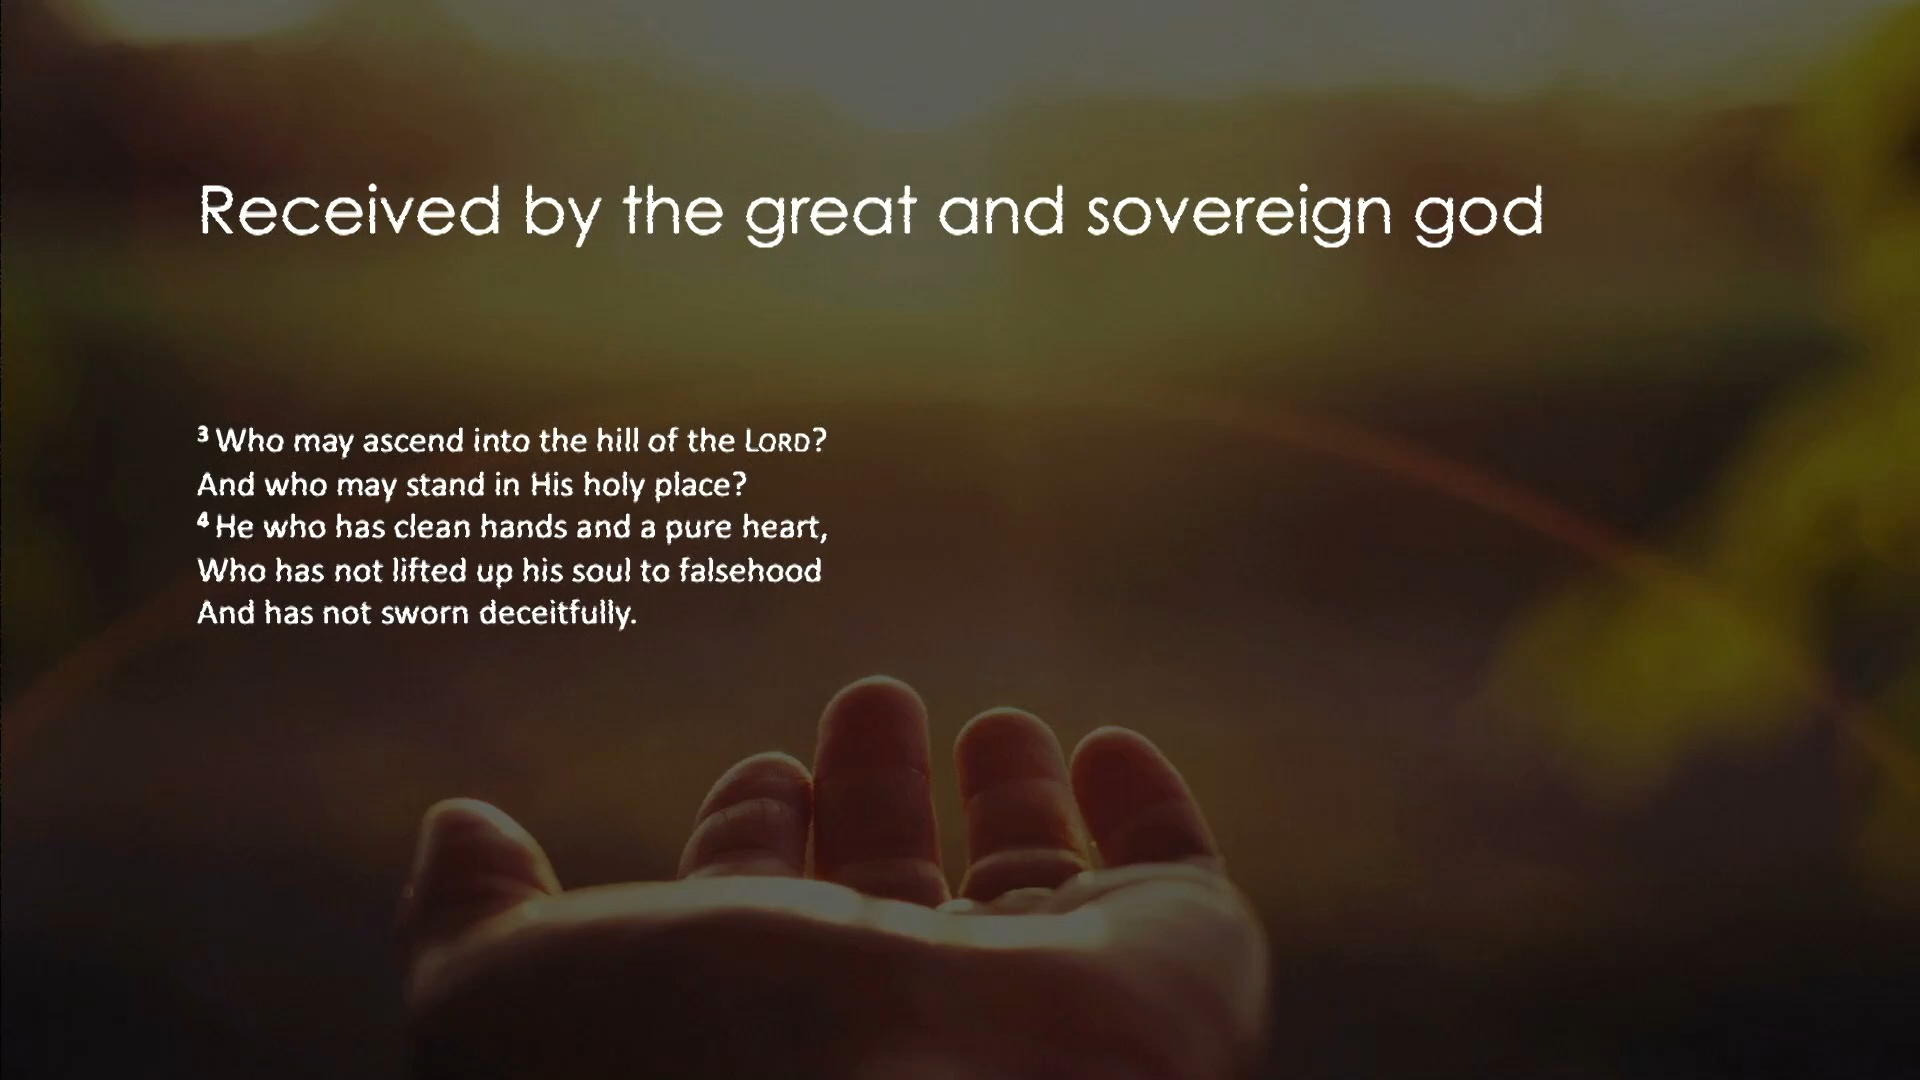 Received by the great and sovereign god
³ Who may ascend into the hill of the LORD?
And who may stand in His holy place?
⁴ He who has clean hands and a pure heart,
Who has not lifted up his soul to falsehood
And has not sworn deceitfully.